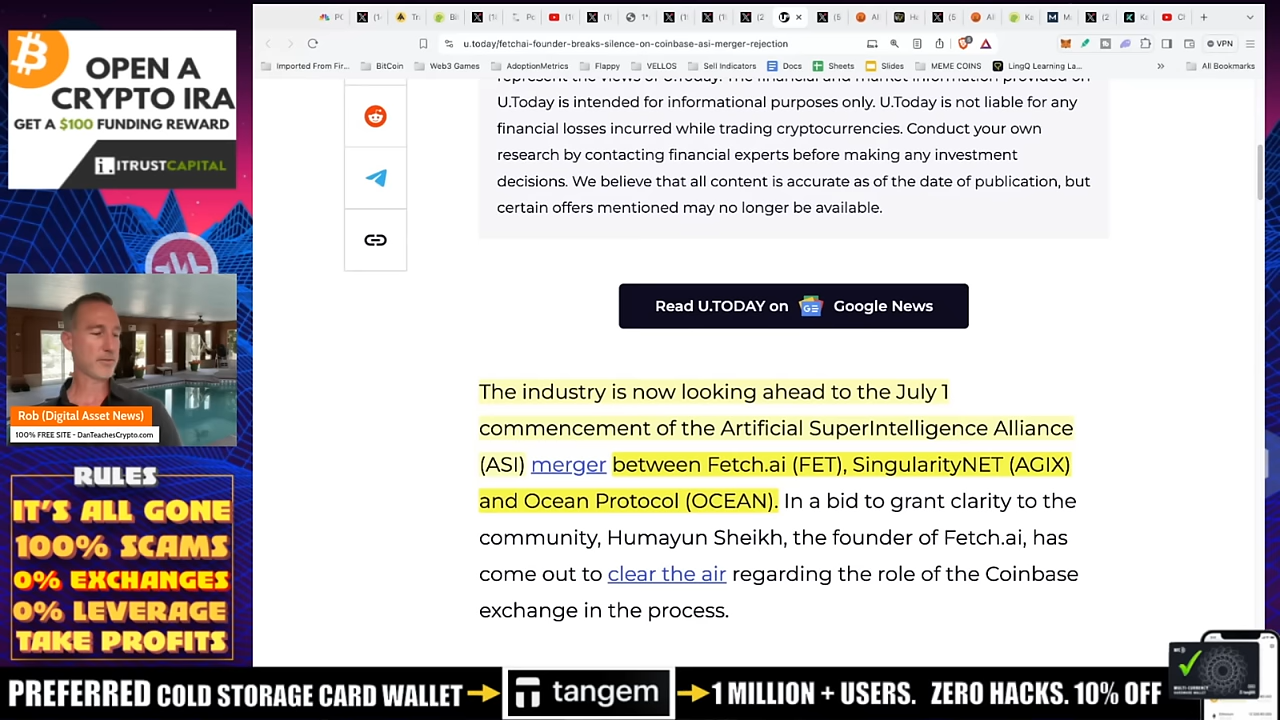 OPEN A
CRYPTO IRA
GET A $100 FUNDING REWARD
ITRUSTCAPITAL
Rob (Digital Asset News)
100% FREE SITE - DanTeachesCrypto.com
RULES
IT'S ALL GONE
100% SCAMS
0% EXCHANGES
0% LEVERAGE
TAKE PROFITS
u.today/fetchai-founder-breaks-silence-on-coinbase-asi-merger-rejection
VPN
Imported From Fir... BitCoin Web3 Games AdoptionMetrics Flappy VELLOS Sell Indicators Docs Sheets Slides MEME COINS LinQ Learning La... » All Bookmarks
represent the views of U.Today. The financial and market information provided on
U.Today is intended for informational purposes only. U.Today is not liable for any
financial losses incurred while trading cryptocurrencies. Conduct your own
research by contacting financial experts before making any investment
decisions. We believe that all content is accurate as of the date of publication, but
certain offers mentioned may no longer be available.
Read U.TODAY on Google News
The industry is now looking ahead to the July 1
commencement of the Artificial SuperIntelligence Alliance
(ASI) merger between Fetch.ai (FET), SingularityNET (AGIX)
and Ocean Protocol (OCEAN). In a bid to grant clarity to the
community, Humayun Sheikh, the founder of Fetch.ai, has
come out to clear the air regarding the role of the Coinbase
exchange in the process.
PREFERRED COLD STORAGE CARD WALLET tangem 1 MILLION + USERS. ZERO HACKS. 10% OFF